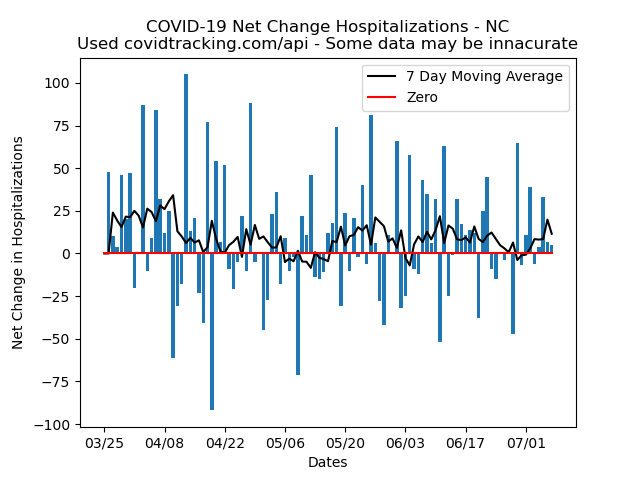 COVID-19 Net Change Hospitalizations - NC
Used covidtracking.com/api - Some data may be innacurate
7 Day Moving Average
Zero
Net Change in Hospitalizations
100
75
50
25
0
−25
−50
−75
−100
03/25 04/08 04/22 05/06 05/20 06/03 06/17 07/01
Dates